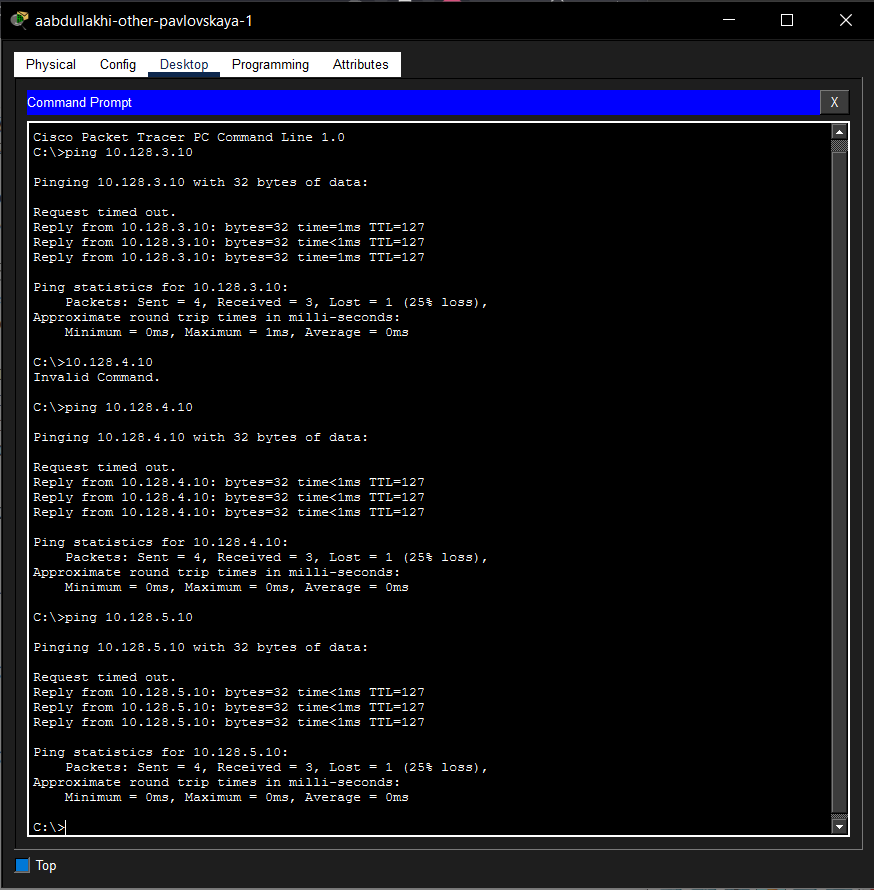 aabdullakhi-other-pavlovskaya-1
Physical Config Desktop Programming Attributes
Command Prompt X
Cisco Packet Tracer PC Command Line 1.0
C:\>ping 10.128.3.10
Pinging 10.128.3.10 with 32 bytes of data:
Request timed out.
Reply from 10.128.3.10: bytes=32 time=1ms TTL=127
Reply from 10.128.3.10: bytes=32 time<1ms TTL=127
Reply from 10.128.3.10: bytes=32 time=1ms TTL=127
Ping statistics for 10.128.3.10:
Packets: Sent = 4, Received = 3, Lost = 1 (25% loss),
Approximate round trip times in milli-seconds:
Minimum = 0ms, Maximum = 1ms, Average = 0ms
C:\>10.128.4.10
Invalid Command.
C:\>ping 10.128.4.10
Pinging 10.128.4.10 with 32 bytes of data:
Request timed out.
Reply from 10.128.4.10: bytes=32 time<1ms TTL=127
Reply from 10.128.4.10: bytes=32 time<1ms TTL=127
Reply from 10.128.4.10: bytes=32 time<1ms TTL=127
Ping statistics for 10.128.4.10:
Packets: Sent = 4, Received = 3, Lost = 1 (25% loss),
Approximate round trip times in milli-seconds:
Minimum = 0ms, Maximum = 0ms, Average = 0ms
C:\>ping 10.128.5.10
Pinging 10.128.5.10 with 32 bytes of data:
Request timed out.
Reply from 10.128.5.10: bytes=32 time<1ms TTL=127
Reply from 10.128.5.10: bytes=32 time<1ms TTL=127
Reply from 10.128.5.10: bytes=32 time<1ms TTL=127
Ping statistics for 10.128.5.10:
Packets: Sent = 4, Received = 3, Lost = 1 (25% loss),
Approximate round trip times in milli-seconds:
Minimum = 0ms, Maximum = 0ms, Average = 0ms
C:\>
Top